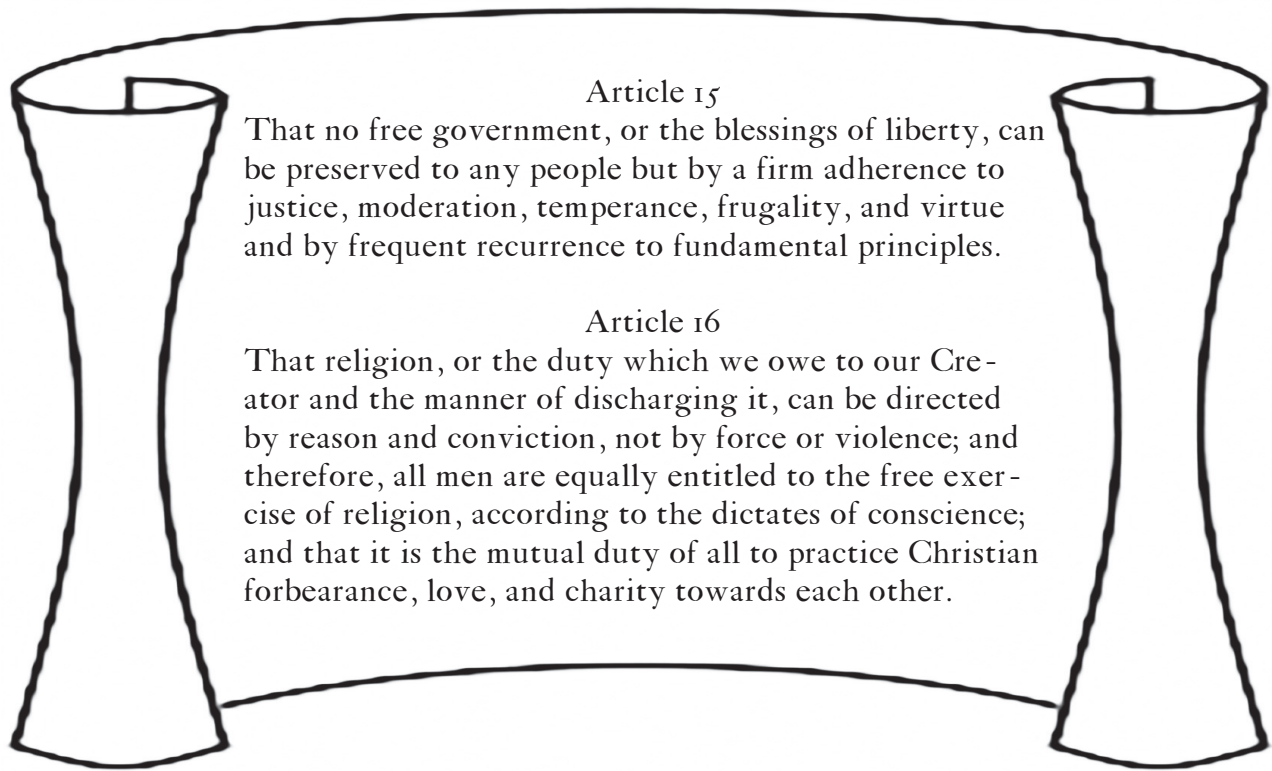 Article 15
That no free government, or the blessings of liberty, can
be preserved to any people but by a firm adherence to
justice, moderation, temperance, frugality, and virtue
and by frequent recurrence to fundamental principles.
Article 16
That religion, or the duty which we owe to our Cre-
ator and the manner of discharging it, can be directed
by reason and conviction, not by force or violence; and
therefore, all men are equally entitled to the free exer-
cise of religion, according to the dictates of conscience;
and that it is the mutual duty of all to practice Christian
forbearance, love, and charity towards each other.